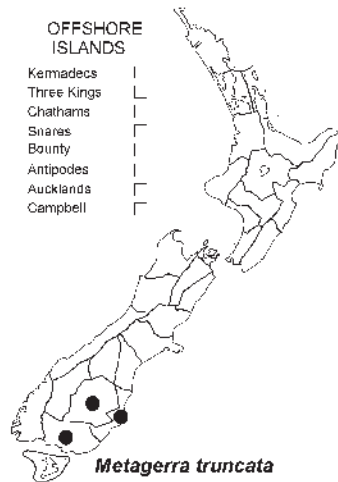 OFFSHORE
ISLANDS
Kermadecs
Three Kings
Chathams
Snares
Bounty
Antipodes
Aucklands
Campbell
Metagerra truncata